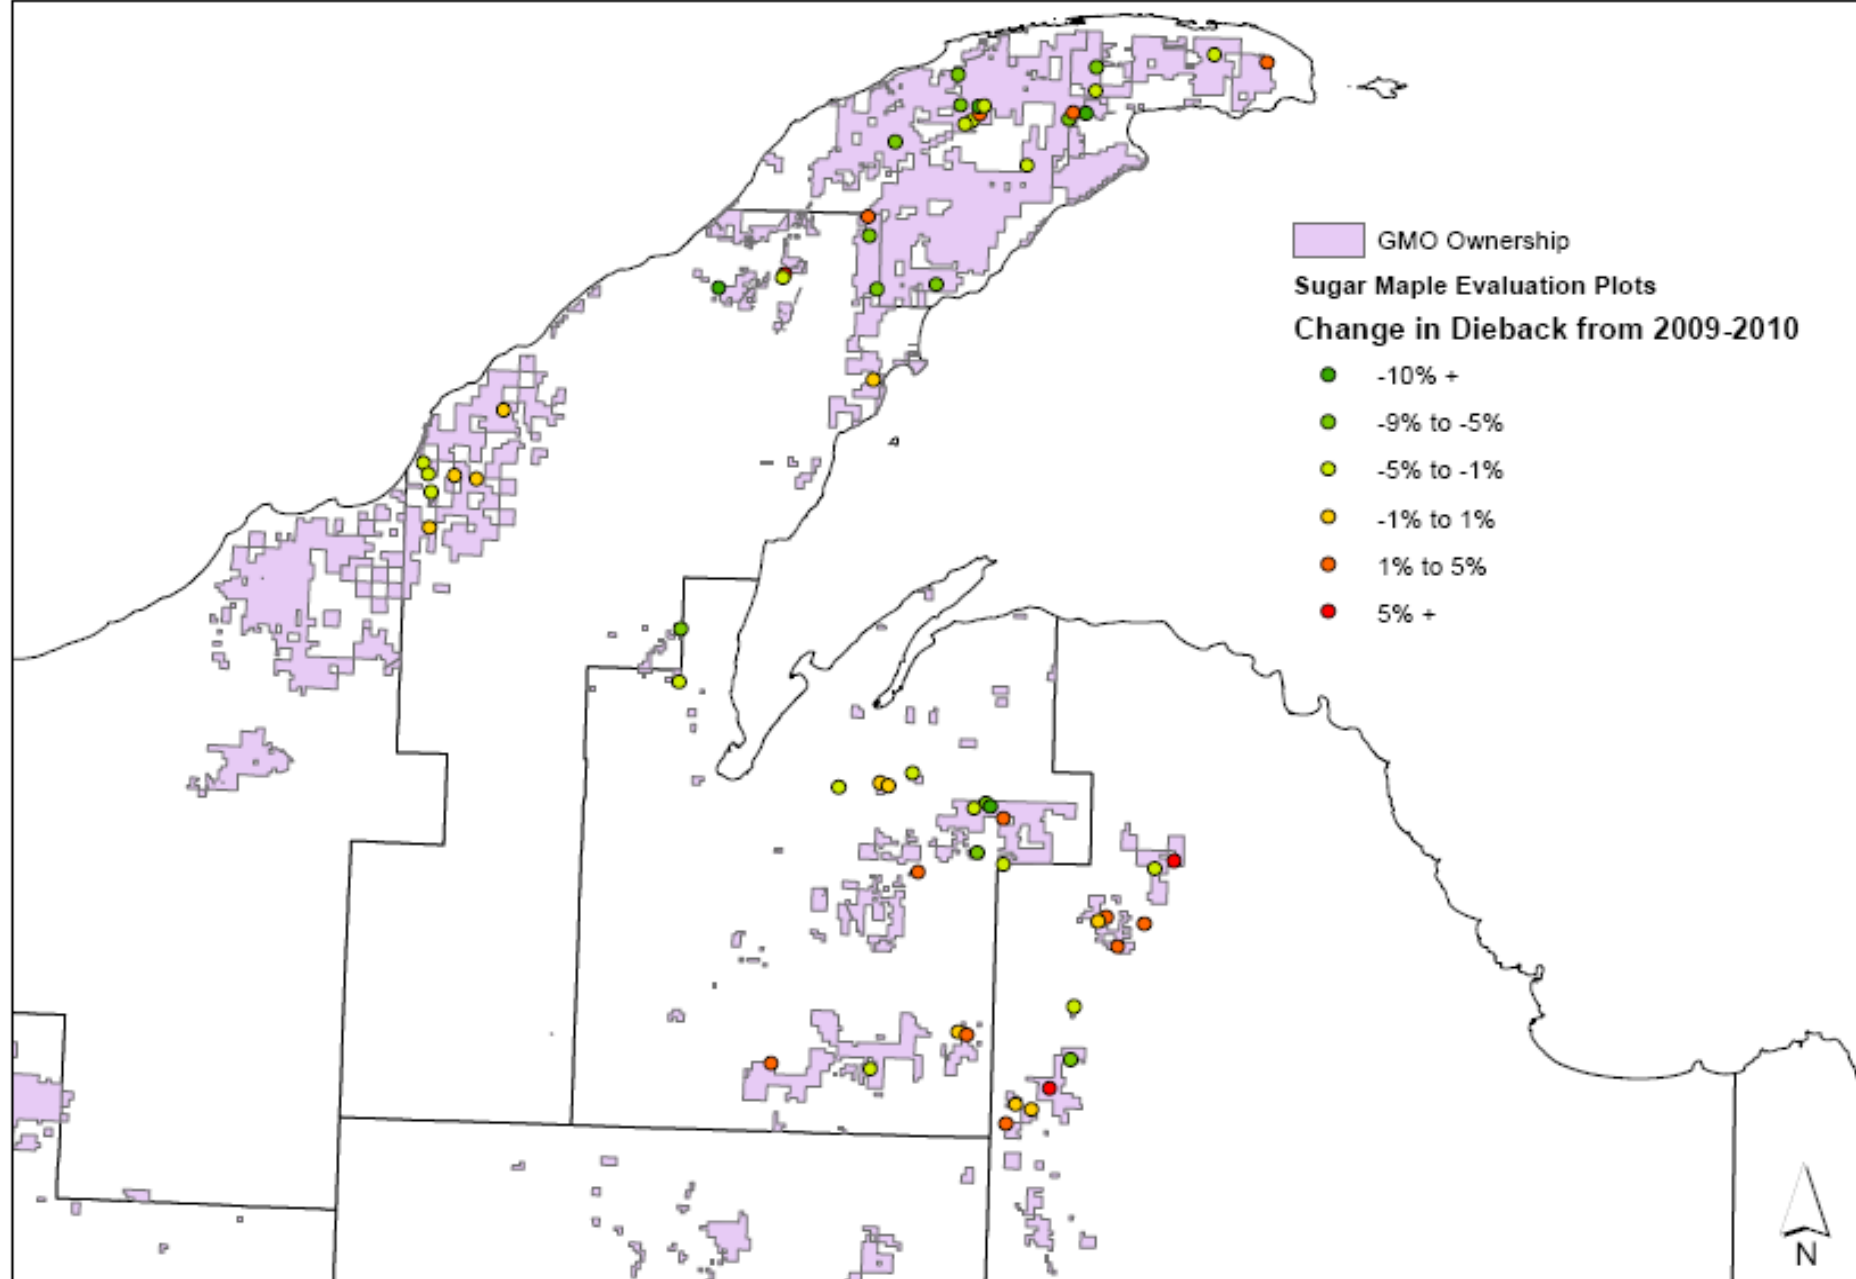 GMO Ownership
Sugar Maple Evaluation Plots
Change in Dieback from 2009-2010
-10% +
-9% to -5%
-5% to -1%
-1% to 1%
1% to 5%
5% +
N